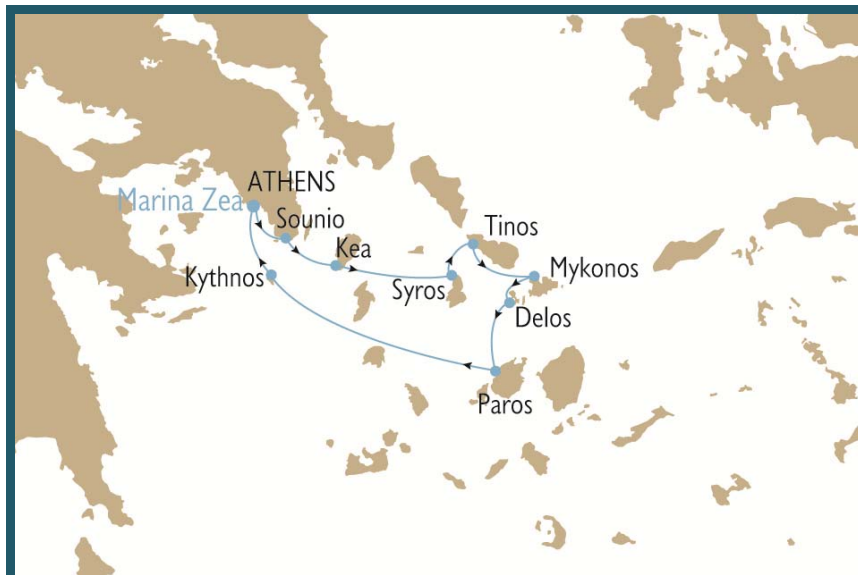 ATHENS
Marina Zea
Sounio
Kea
Tinos
Mykonos
Kythnos
Syros
Delos
Paros